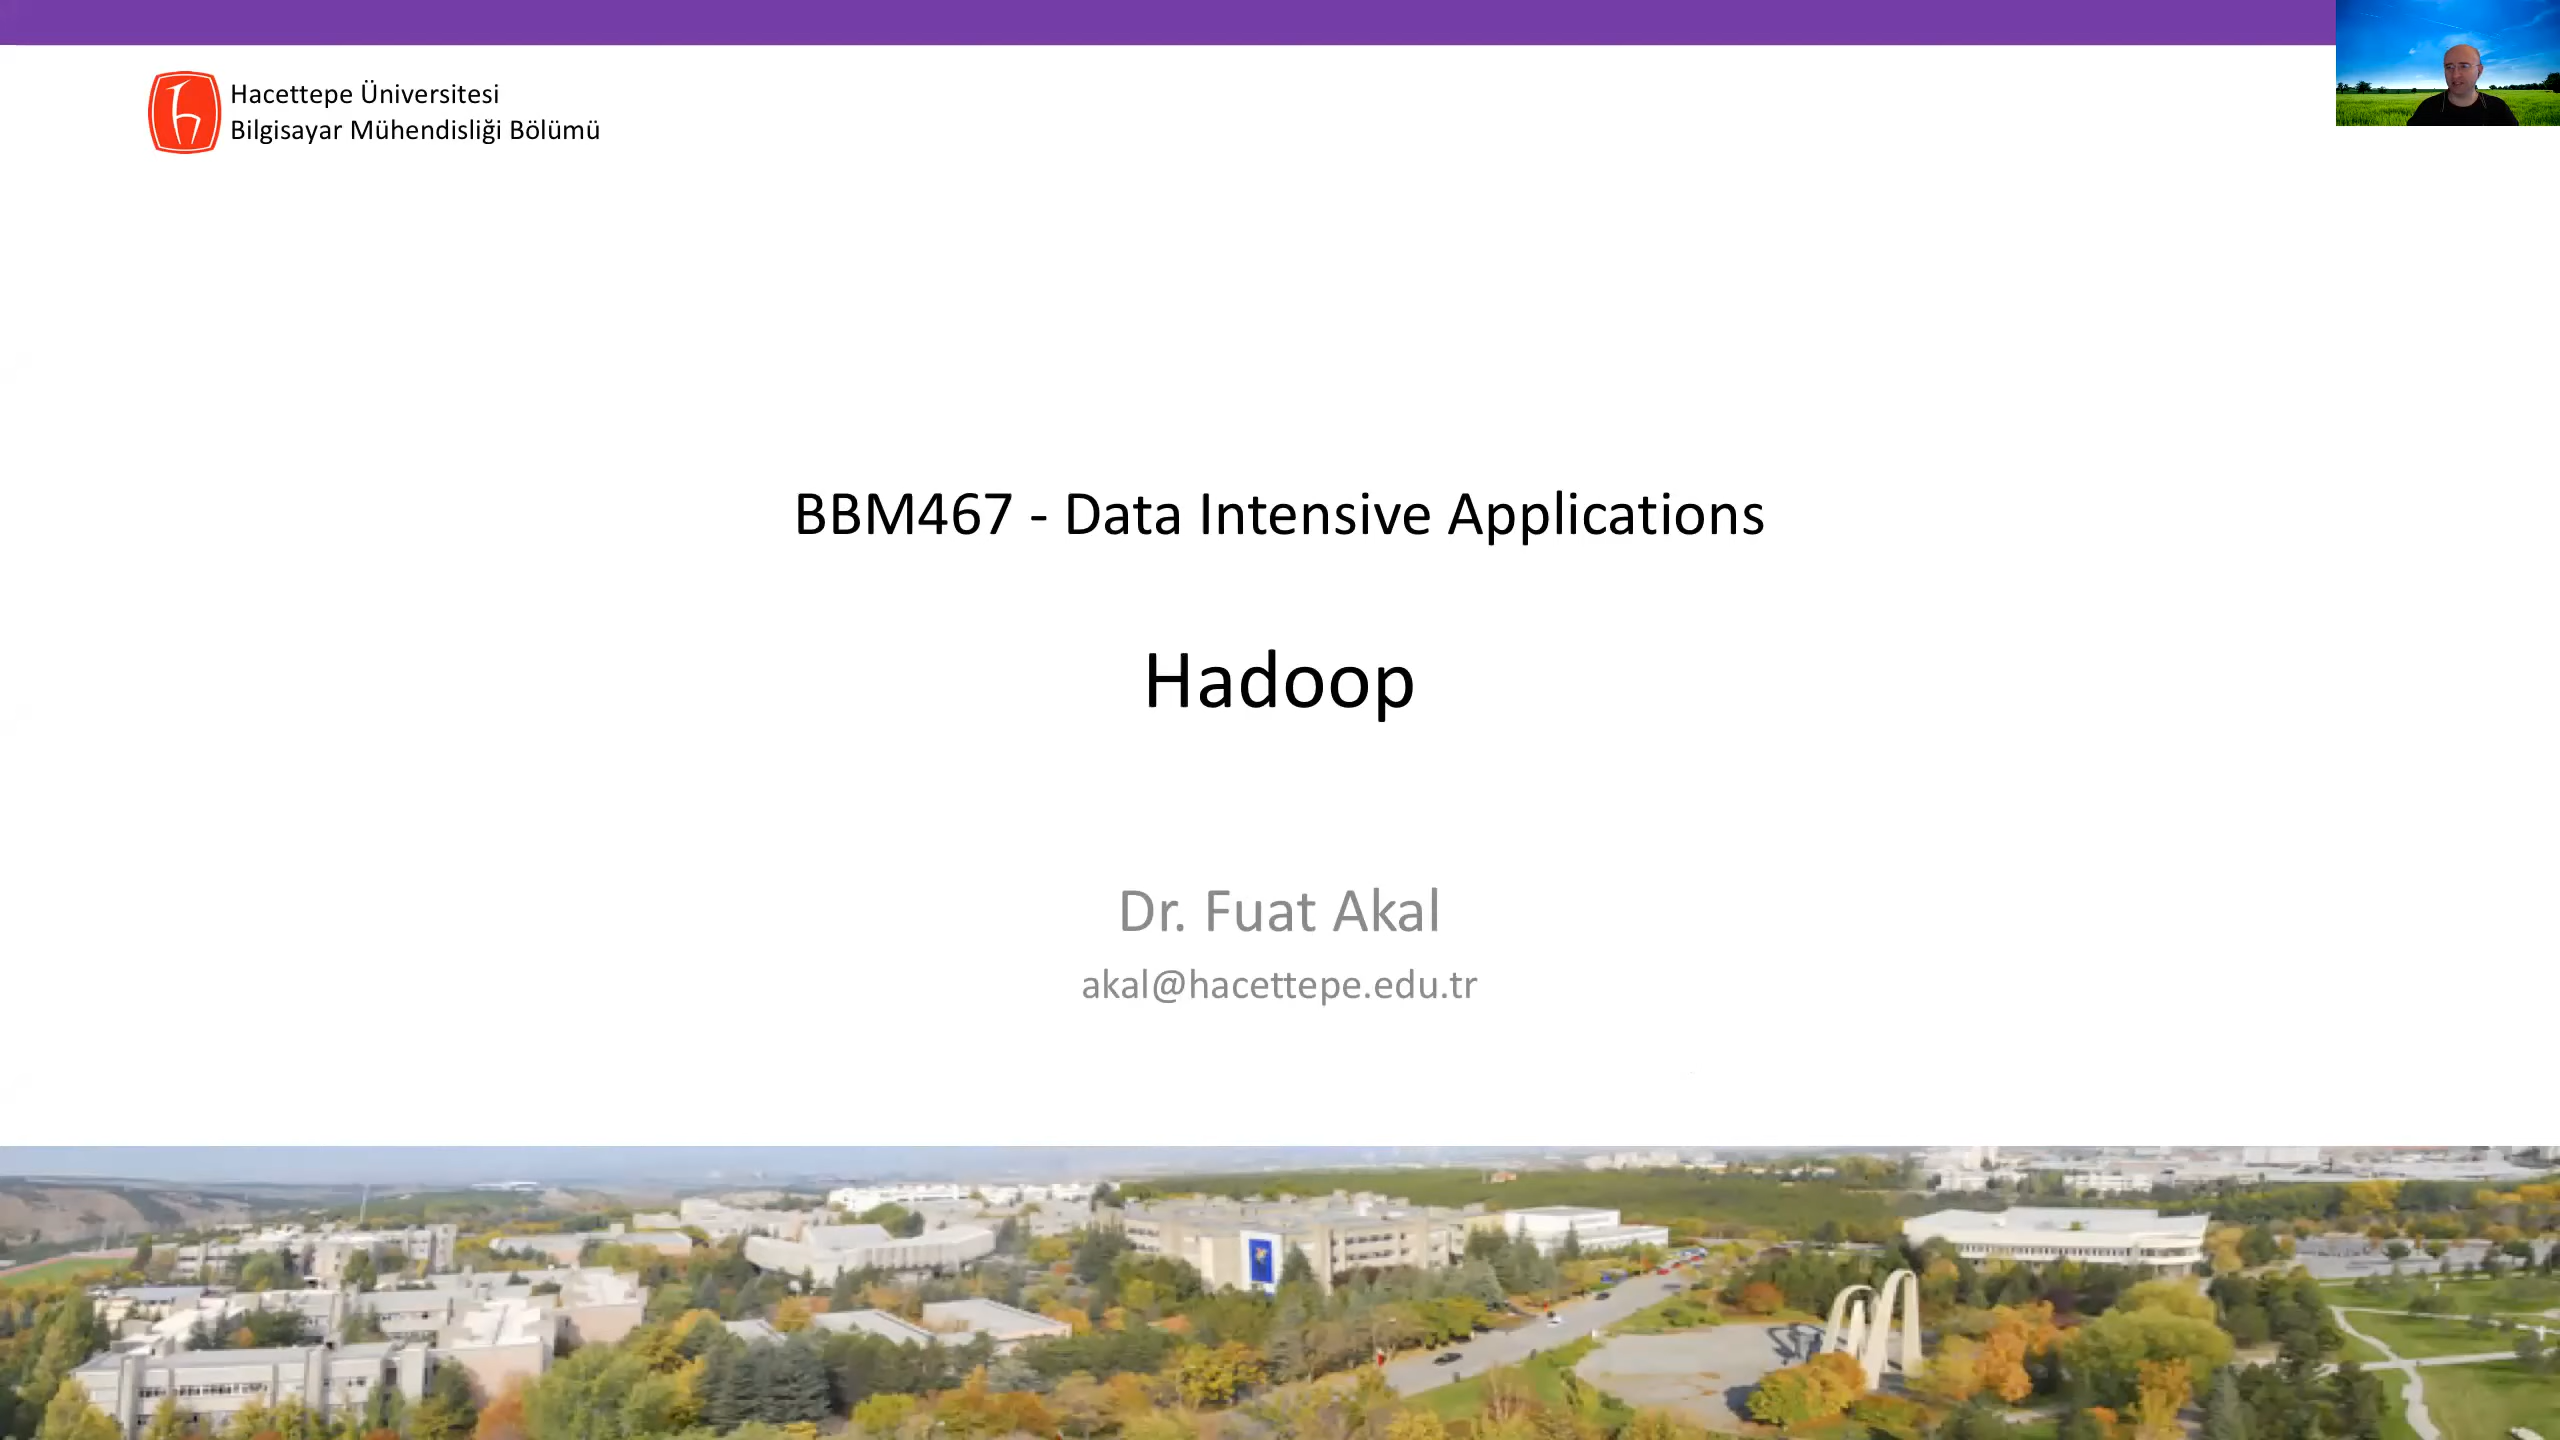 Hacettepe Üniversitesi
Bilgisayar Mühendisliği Bölümü
BBM467 - Data Intensive Applications
Hadoop
Dr. Fuat Akal
akal@hacettepe.edu.tr